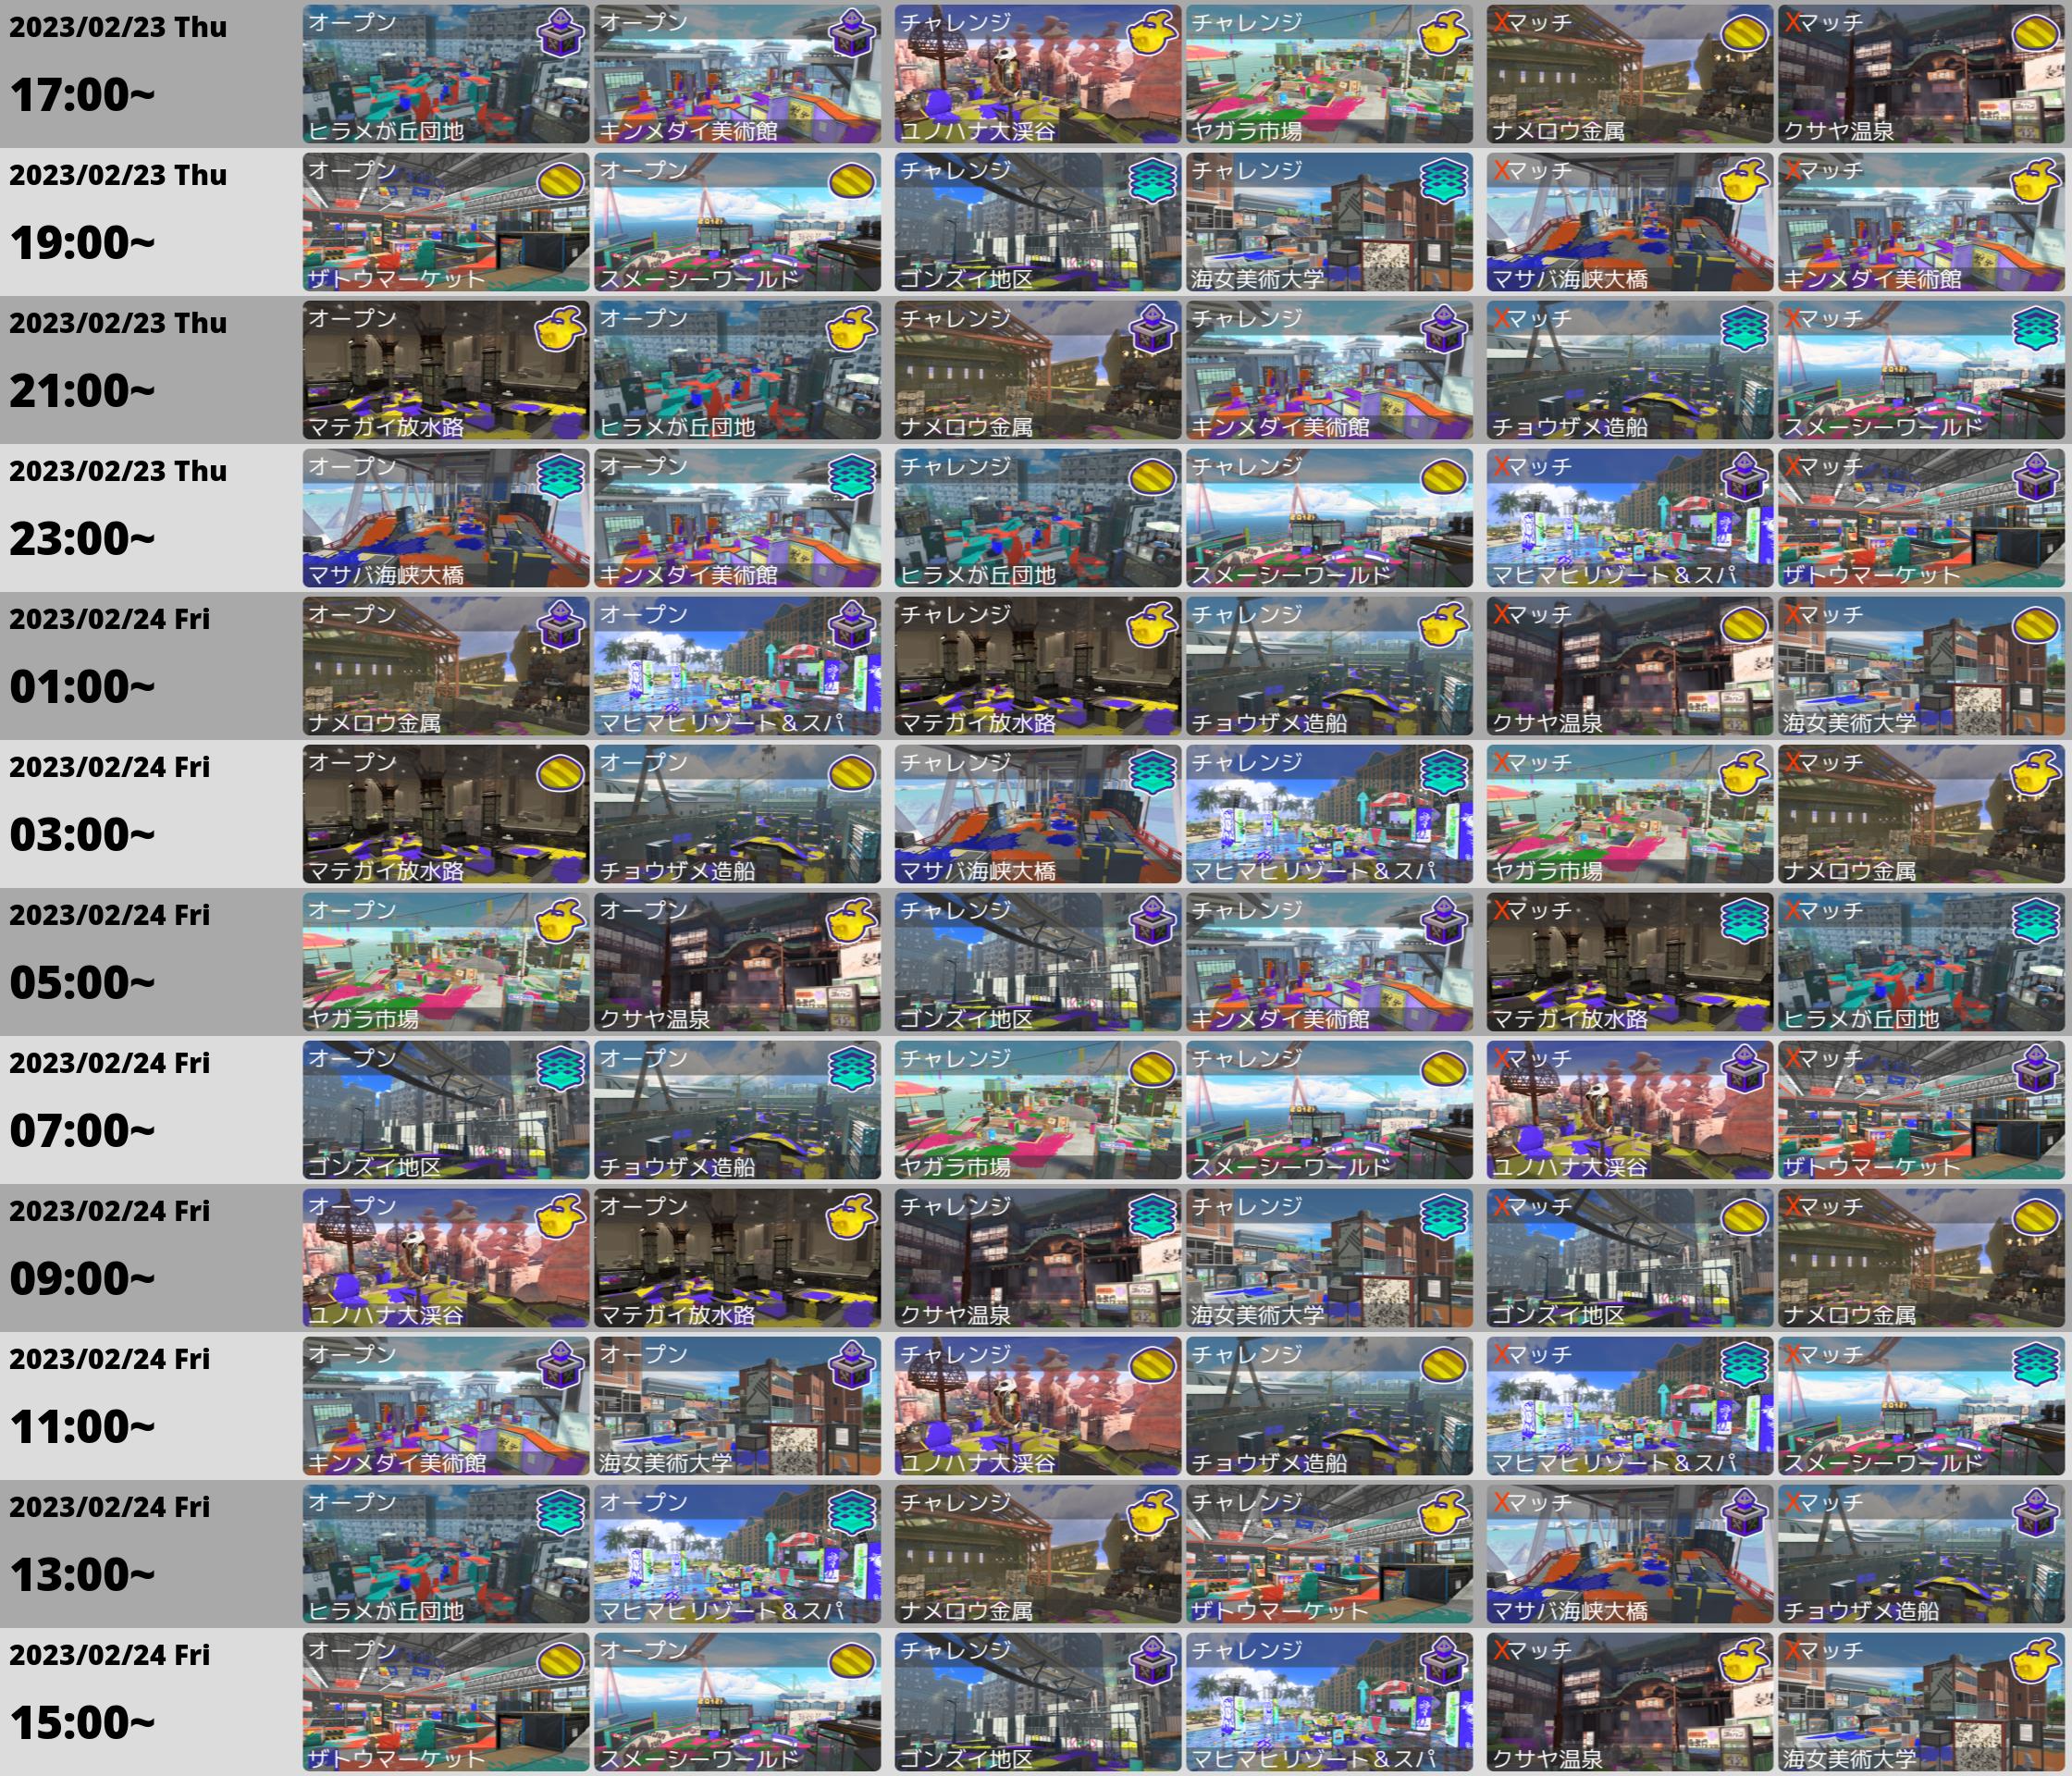 2023/02/23 Thu
17:00~
オープン オープン チャレンジ チャレンジ Xマッチ Xマッチ
ヒラメが丘団地 キンメダイ美術館 ユノハナ大渓谷 ヤガラ市場 ナメロウ金属 クサヤ温泉
2023/02/23 Thu
19:00~
オープン オープン チャレンジ チャレンジ Xマッチ Xマッチ
ザトウマーケット スメーシーワールド ゴンズイ地区 海女美術大学 マサバ海峡大橋 キンメダイ美術館
2023/02/23 Thu
21:00~
オープン オープン チャレンジ チャレンジ Xマッチ Xマッチ
マテガイ放水路 ヒラメが丘団地 ナメロウ金属 キンメダイ美術館 チョウザメ造船 スメーシーワールド
2023/02/23 Thu
23:00~
オープン オープン チャレンジ チャレンジ Xマッチ Xマッチ
マサバ海峡大橋 キンメダイ美術館 ヒラメが丘団地 スメーシーワールド マヒマヒリゾート＆スパ ザトウマーケット
2023/02/24 Fri
01:00~
オープン オープン チャレンジ チャレンジ Xマッチ Xマッチ
ナメロウ金属 マヒマヒリゾート＆スパ マテガイ放水路 チョウザメ造船 クサヤ温泉 海女美術大学
2023/02/24 Fri
03:00~
オープン オープン チャレンジ チャレンジ Xマッチ Xマッチ
マテガイ放水路 チョウザメ造船 マサバ海峡大橋 マヒマヒリゾート＆スパ ヤガラ市場 ナメロウ金属
2023/02/24 Fri
05:00~
オープン オープン チャレンジ チャレンジ Xマッチ Xマッチ
ヤガラ市場 クサヤ温泉 ゴンズイ地区 キンメダイ美術館 マテガイ放水路 ヒラメが丘団地
2023/02/24 Fri
07:00~
オープン オープン チャレンジ チャレンジ Xマッチ Xマッチ
ゴンズイ地区 チョウザメ造船 ヤガラ市場 スメーシーワールド ユノハナ大渓谷 ザトウマーケット
2023/02/24 Fri
09:00~
オープン オープン チャレンジ チャレンジ Xマッチ Xマッチ
ユノハナ大渓谷 マテガイ放水路 クサヤ温泉 海女美術大学 ゴンズイ地区 ナメロウ金属
2023/02/24 Fri
11:00~
オープン オープン チャレンジ チャレンジ Xマッチ Xマッチ
キンメダイ美術館 海女美術大学 ユノハナ大渓谷 チョウザメ造船 マヒマヒリゾート＆スパ スメーシーワールド
2023/02/24 Fri
13:00~
オープン オープン チャレンジ チャレンジ Xマッチ Xマッチ
ヒラメが丘団地 マヒマヒリゾート＆スパ ナメロウ金属 ザトウマーケット マサバ海峡大橋 チョウザメ造船
2023/02/24 Fri
15:00~
オープン オープン チャレンジ チャレンジ Xマッチ Xマッチ
ザトウマーケット スメーシーワールド ゴンズイ地区 マヒマヒリゾート＆スパ クサヤ温泉 海女美術大学